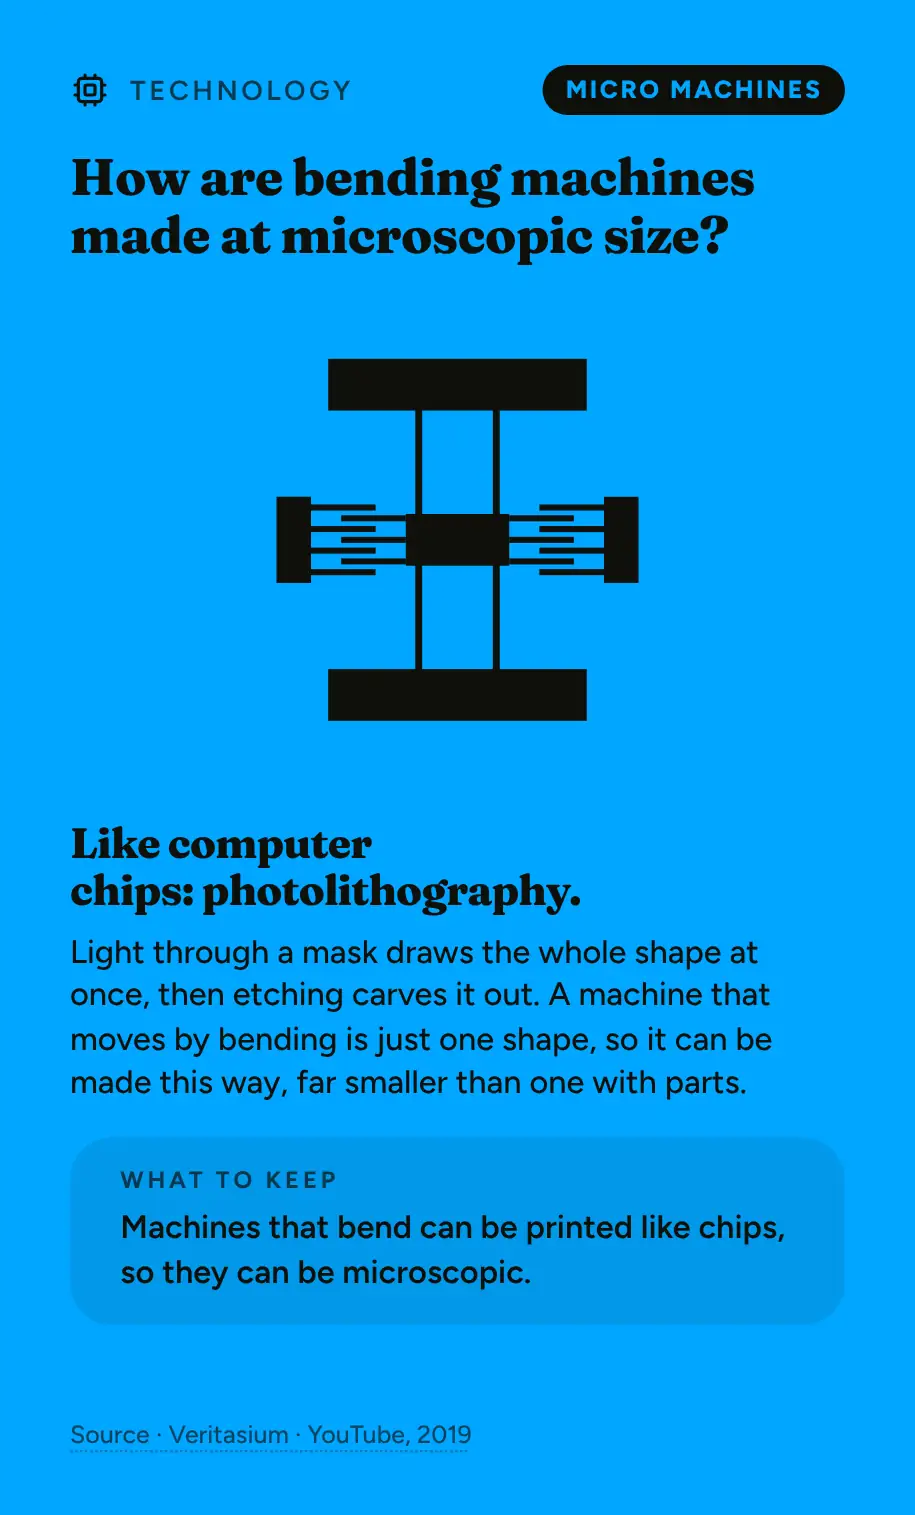 TECHNOLOGY
MICRO MACHINES
How are bending machines
made at microscopic size?
Like computer
chips: photolithography.
Light through a mask draws the whole shape at
once, then etching carves it out. A machine that
moves by bending is just one shape, so it can be
made this way, far smaller than one with parts.
WHAT TO KEEP
Machines that bend can be printed like chips,
so they can be microscopic.
Source · Veritasium · YouTube, 2019